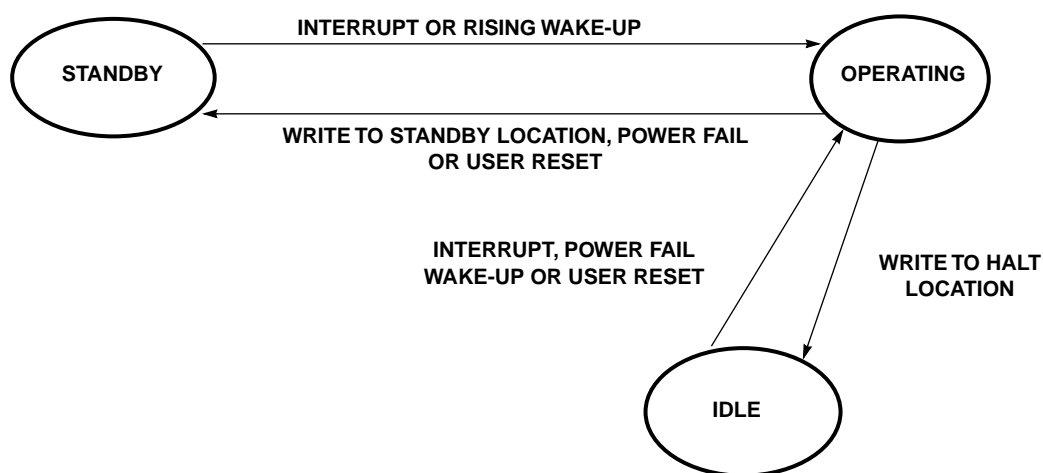 INTERRUPT OR RISING WAKE-UP
STANDBY
OPERATING
WRITE TO STANDBY LOCATION, POWER FAIL
OR USER RESET
INTERRUPT, POWER FAIL
WAKE-UP OR USER RESET
WRITE TO HALT
LOCATION
IDLE